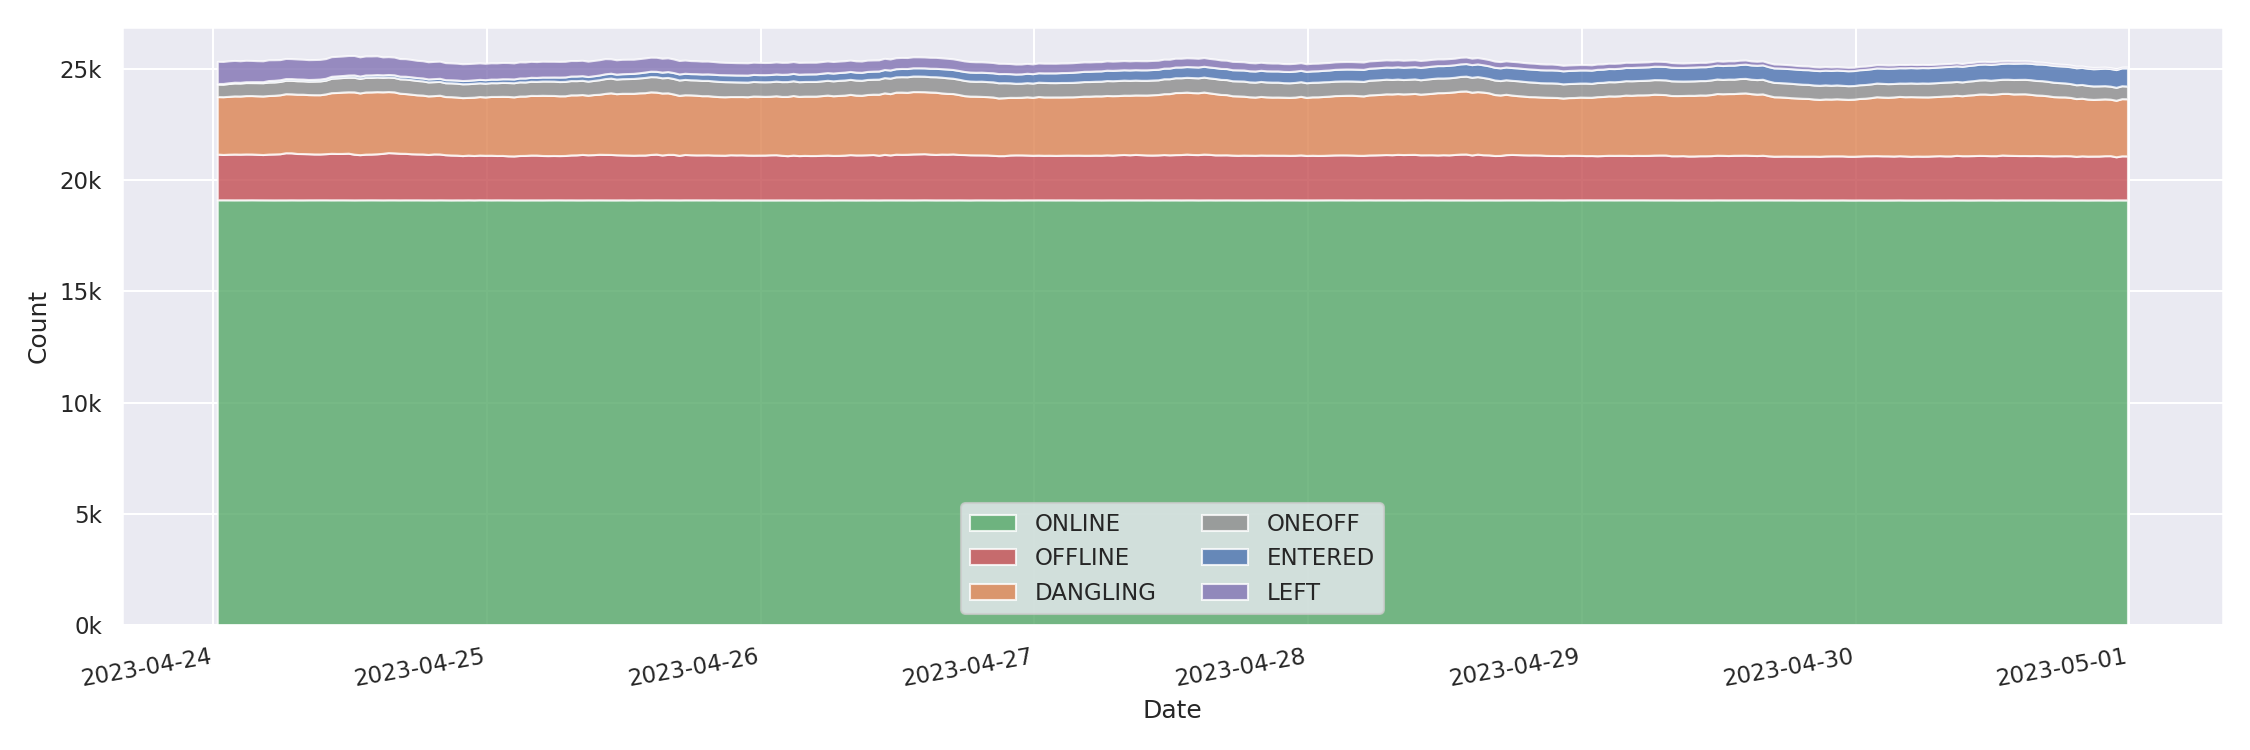 25k
20k
15k
10k
5k
0k
Count
ONLINE
OFFLINE
DANGLING
ONEOFF
ENTERED
LEFT
2023-04-24
2023-04-25
2023-04-26
2023-04-27
2023-04-28
2023-04-29
2023-04-30
2023-05-01
Date